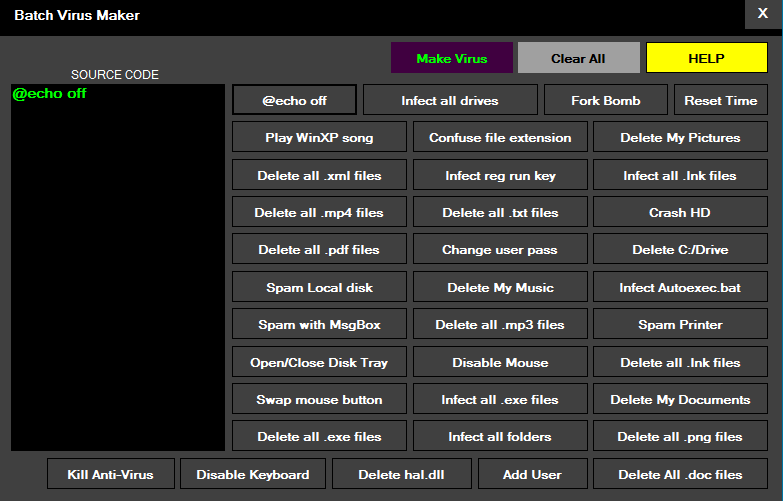 Batch Virus Maker
X
Make Virus
Clear All
HELP
SOURCE CODE
@echo off
@echo off
Infect all drives
Fork Bomb
Reset Time
Play WinXP song
Confuse file extension
Delete My Pictures
Delete all .xml files
Infect reg run key
Infect all .lnk files
Delete all .mp4 files
Delete all .txt files
Crash HD
Delete all .pdf files
Change user pass
Delete C:/Drive
Spam Local disk
Delete My Music
Infect Autoexec.bat
Spam with MsgBox
Delete all .mp3 files
Spam Printer
Open/Close Disk Tray
Disable Mouse
Delete all .lnk files
Swap mouse button
Infect all .exe files
Delete My Documents
Delete all .exe files
Infect all folders
Delete all .png files
Kill Anti-Virus
Disable Keyboard
Delete hal.dll
Add User
Delete All .doc files